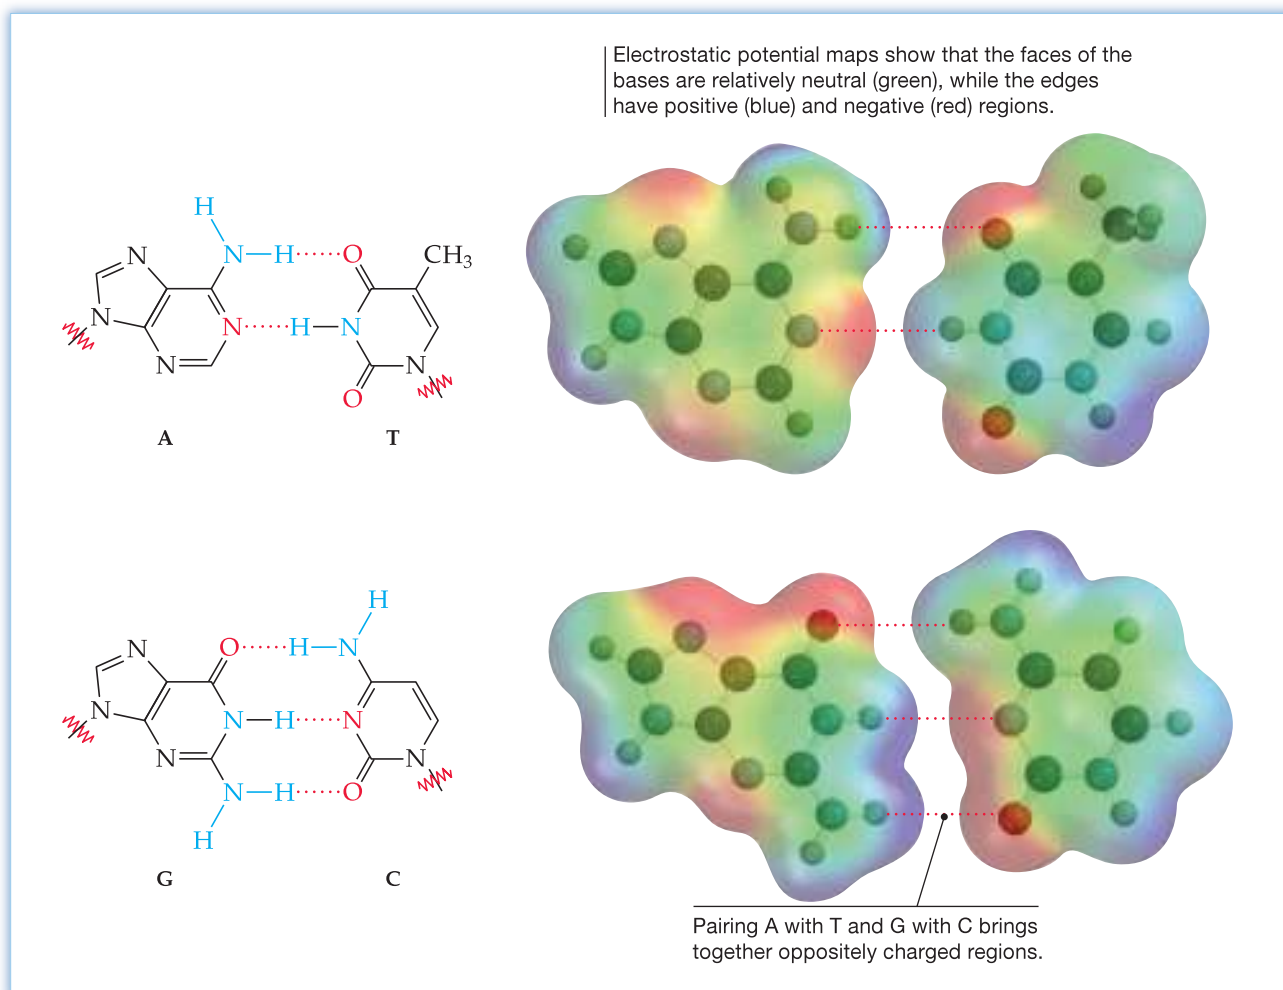 Electrostatic potential maps show that the faces of the
bases are relatively neutral (green), while the edges
have positive (blue) and negative (red) regions.
H
N
N
H
O
CH3
N
N
H
N
N
N
O
A
T
H
N
O
H
N
N
N
H
N
N
N
N
H
O
H
G
C
Pairing A with T and G with C brings
together oppositely charged regions.